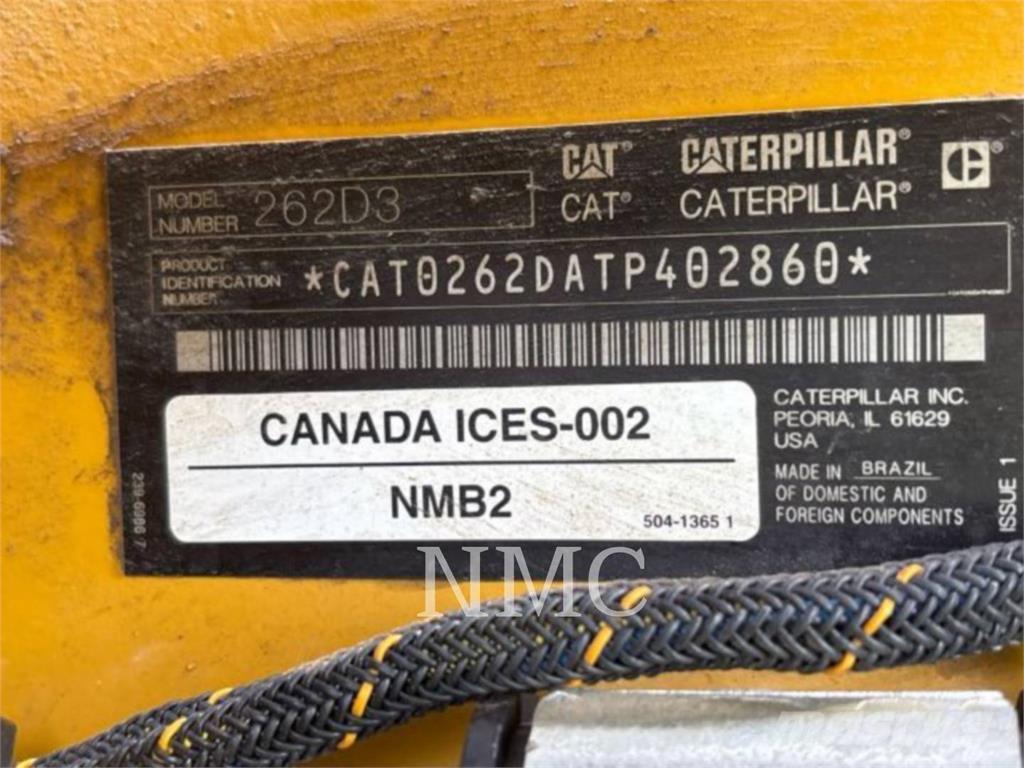 CAT® CATERPILLAR®
CAT® CATERPILLAR®
MODEL NUMBER 262D3
PRODUCT IDENTIFICATION NUMBER *CAT0262DATP402860*
CANADA ICES-002
NMB2
504-1365 1
CATERPILLAR INC.
PEORIA, IL 61629
USA
MADE IN BRAZIL
OF DOMESTIC AND
FOREIGN COMPONENTS
ISSUE 1
NMC